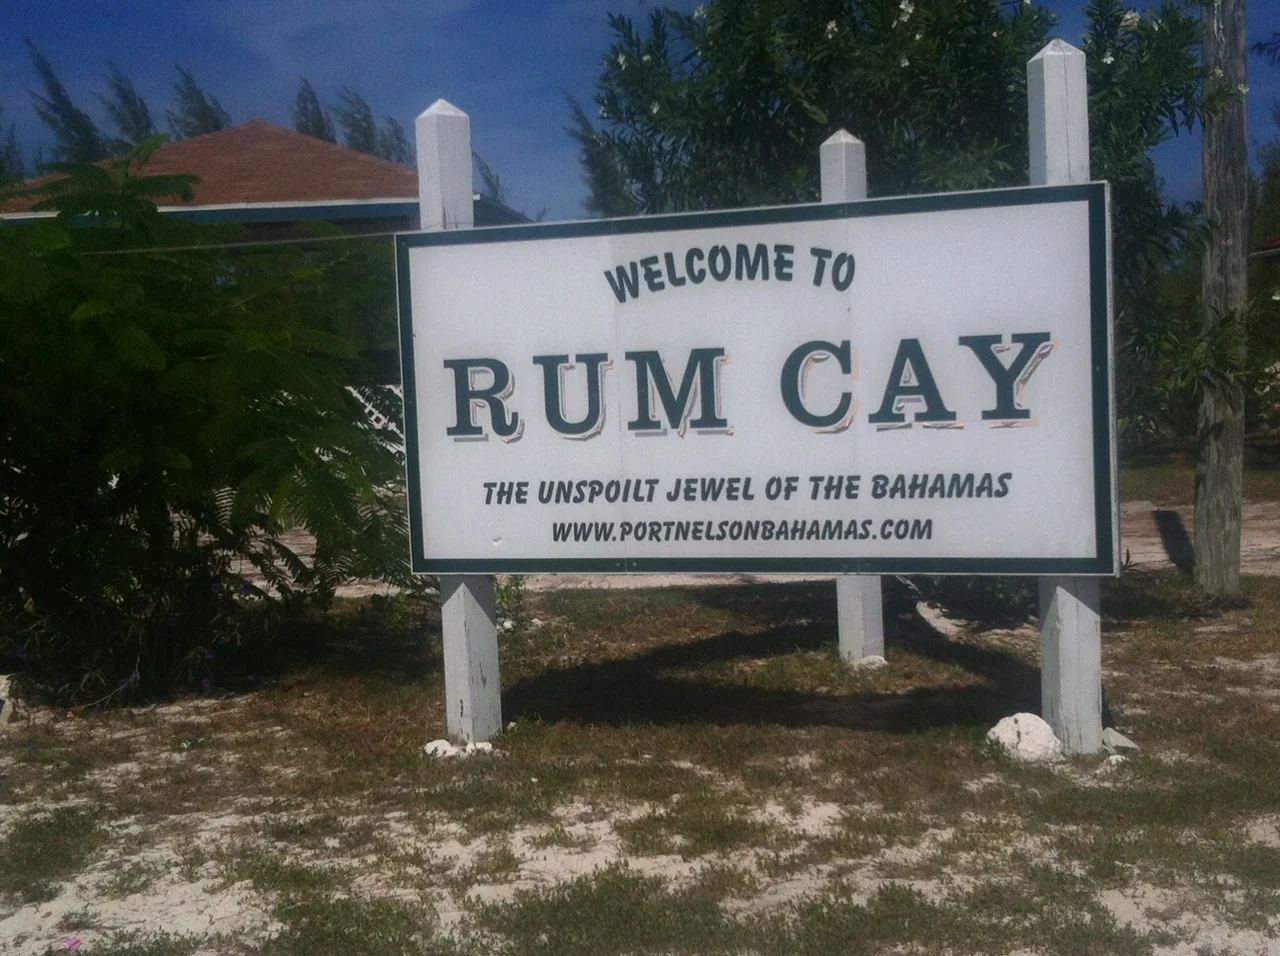 WELCOME TO
RUM CAY
THE UNSPOILT JEWEL OF THE BAHAMAS
WWW.PORTNELSONBAHAMAS.COM